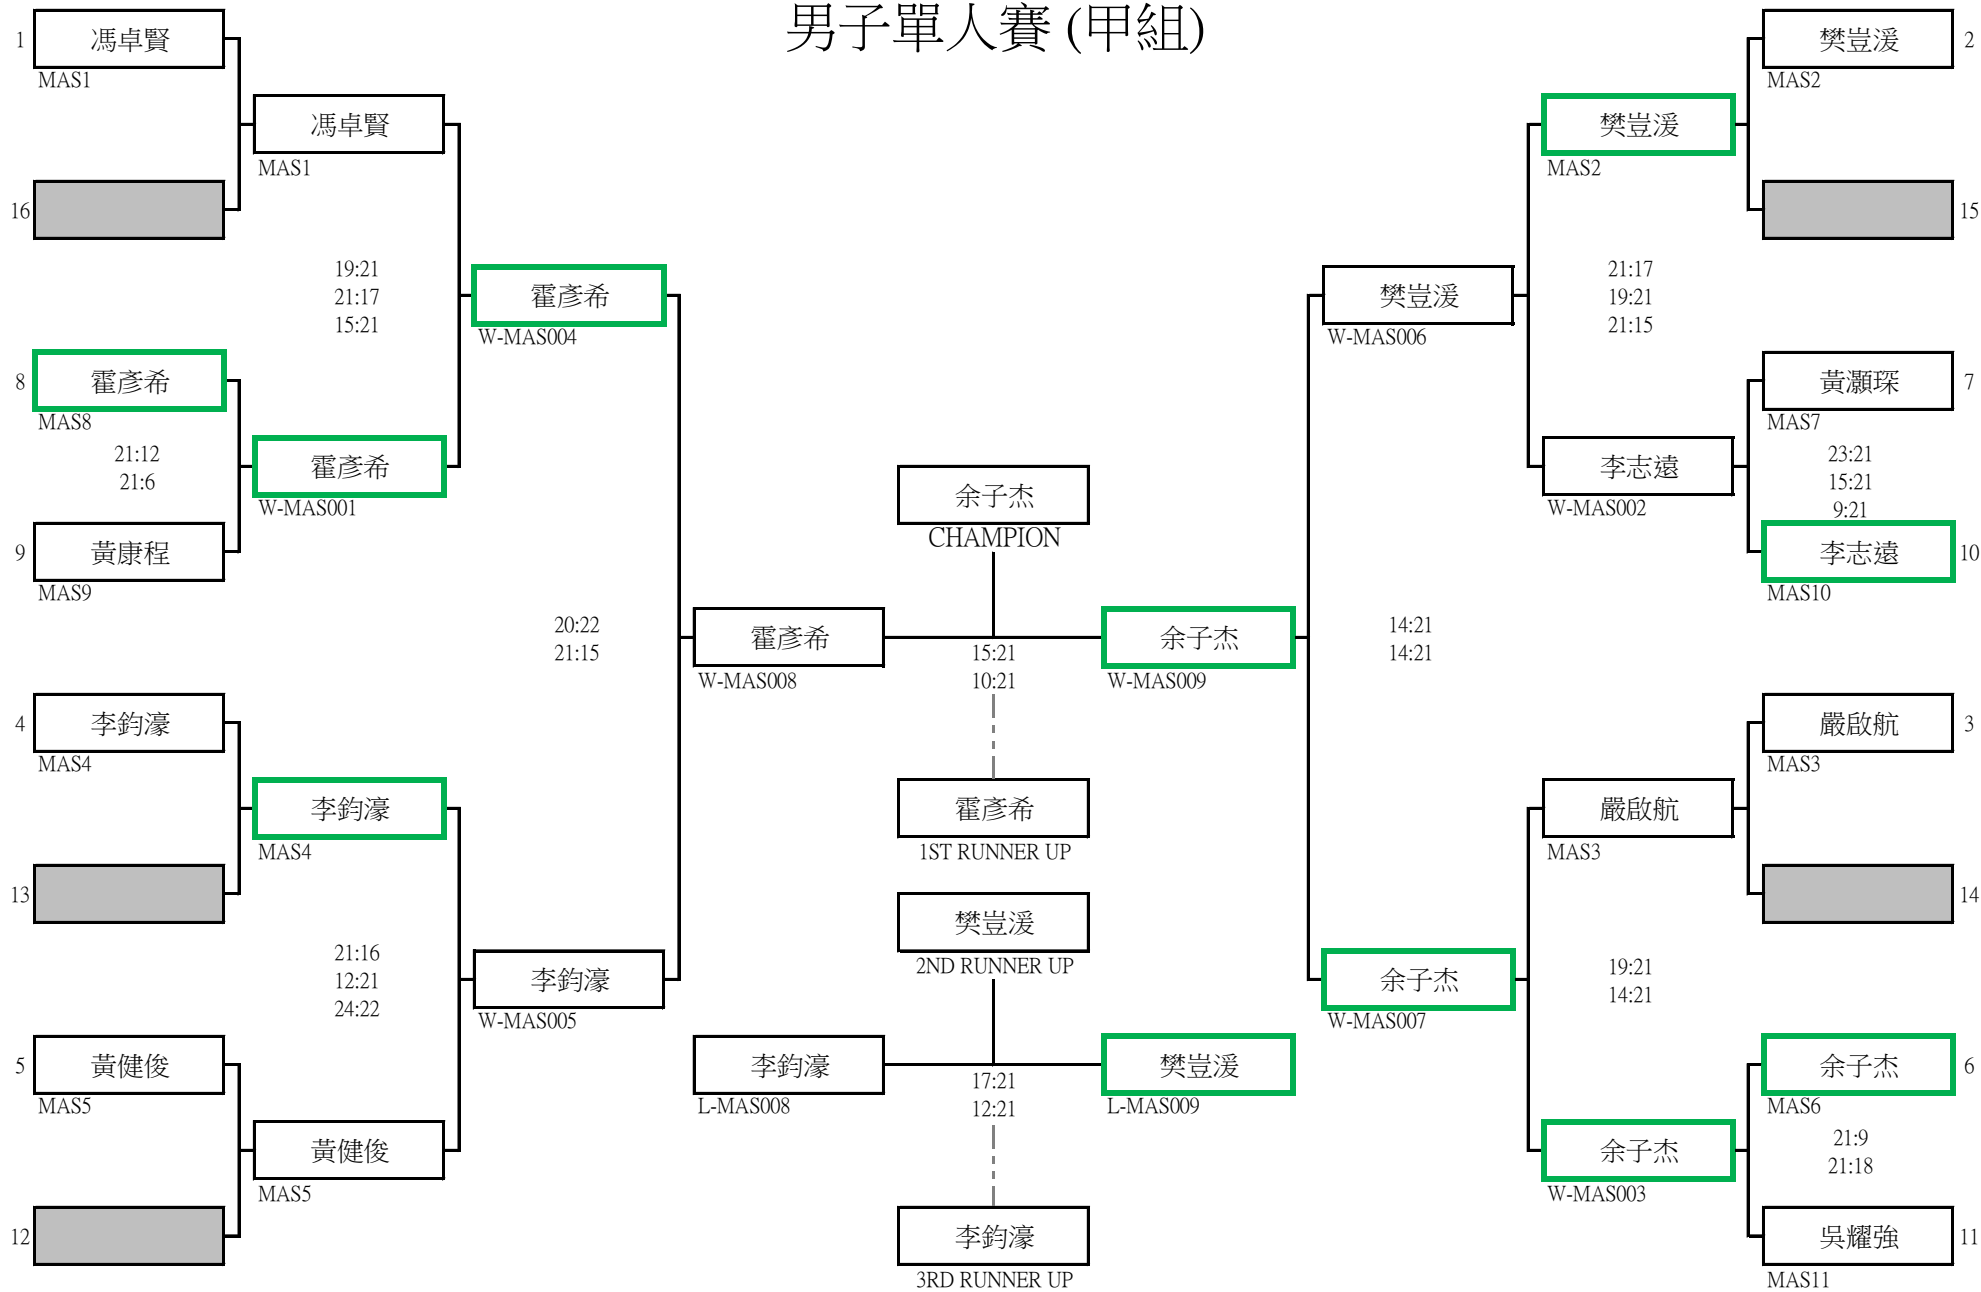 男子單人賽 (甲組)
1
馮卓賢
MAS1
馮卓賢
MAS1
16
19:21
21:17
15:21
霍彥希
W-MAS004
8
霍彥希
MAS8
21:12
21:6
霍彥希
W-MAS001
9
黃康程
MAS9
20:22
21:15
霍彥希
W-MAS008
4
李鈞濠
MAS4
李鈞濠
MAS4
13
21:16
12:21
24:22
李鈞濠
W-MAS005
5
黃健俊
MAS5
黃健俊
MAS5
12
余子杰
CHAMPION
15:21
10:21
霍彥希
1ST RUNNER UP
樊豈湲
2ND RUNNER UP
李鈞濠
L-MAS008
17:21
12:21
樊豈湲
L-MAS009
李鈞濠
3RD RUNNER UP
余子杰
W-MAS009
14:21
14:21
樊豈湲
W-MAS006
樊豈湲
MAS2
樊豈湲
2
MAS2
15
21:17
19:21
21:15
黃灝琛
7
MAS7
23:21
15:21
9:21
李志遠
W-MAS002
李志遠
10
MAS10
嚴啟航
3
MAS3
嚴啟航
MAS3
14
余子杰
W-MAS007
19:21
14:21
余子杰
6
MAS6
21:9
21:18
余子杰
W-MAS003
吳耀強
11
MAS11